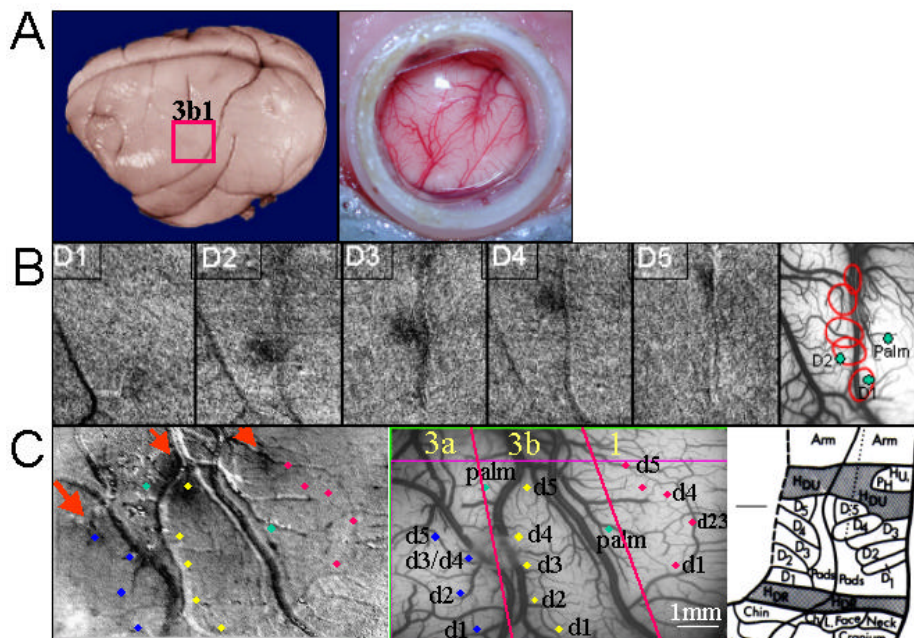 A
3b1
B
D1 D2 D3 D4 D5
D2
Palm
D1
C
3a 3b 1
palm
d5 d5
d4
d5 d4 d23
d3/d4 d3 palm
d2 d2 d1
d1 d1
1mm
Arm Arm
HDU Hu,
PH
HDU
D5 D5
D4 D4 D3
D3
D2 D2
D1 Pads Pads D1
HDR HDR
Chin Ch/L, Face/Neck